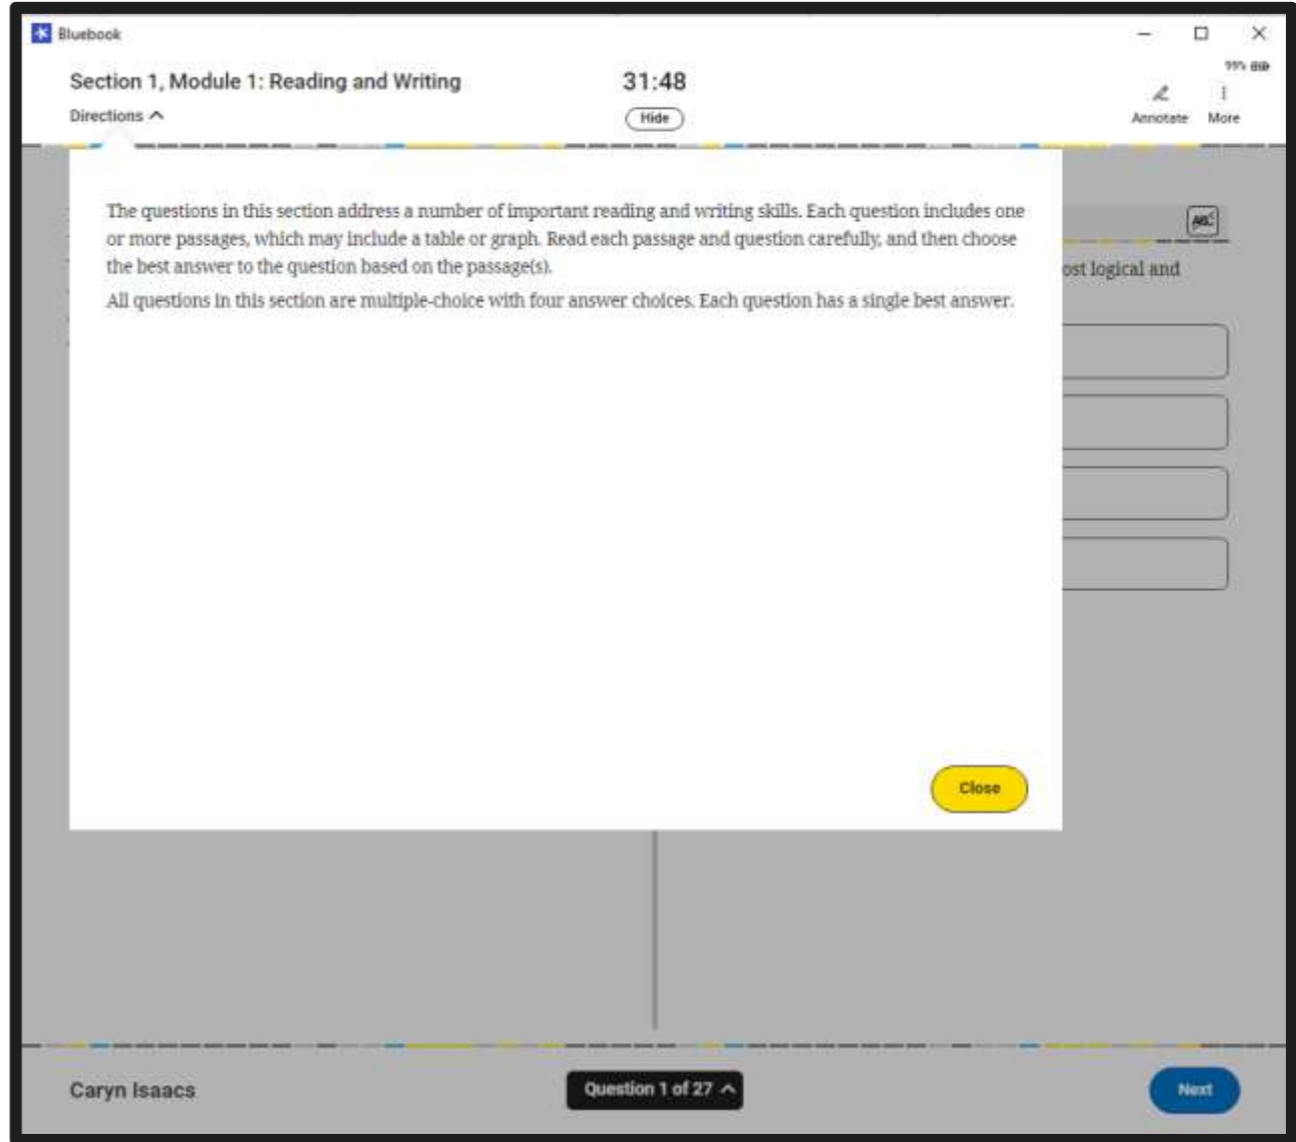 Bluebook
Section 1, Module 1: Reading and Writing
31:48
99%
Directions
Hide
Annotate
More
The questions in this section address a number of important reading and writing skills. Each question includes one
or more passages, which may include a table or graph. Read each passage and question carefully, and then choose
the best answer to the question based on the passage(s).
All questions in this section are multiple-choice with four answer choices. Each question has a single best answer.
ABC
ost logical and
Close
Caryn Isaacs
Question 1 of 27
Next